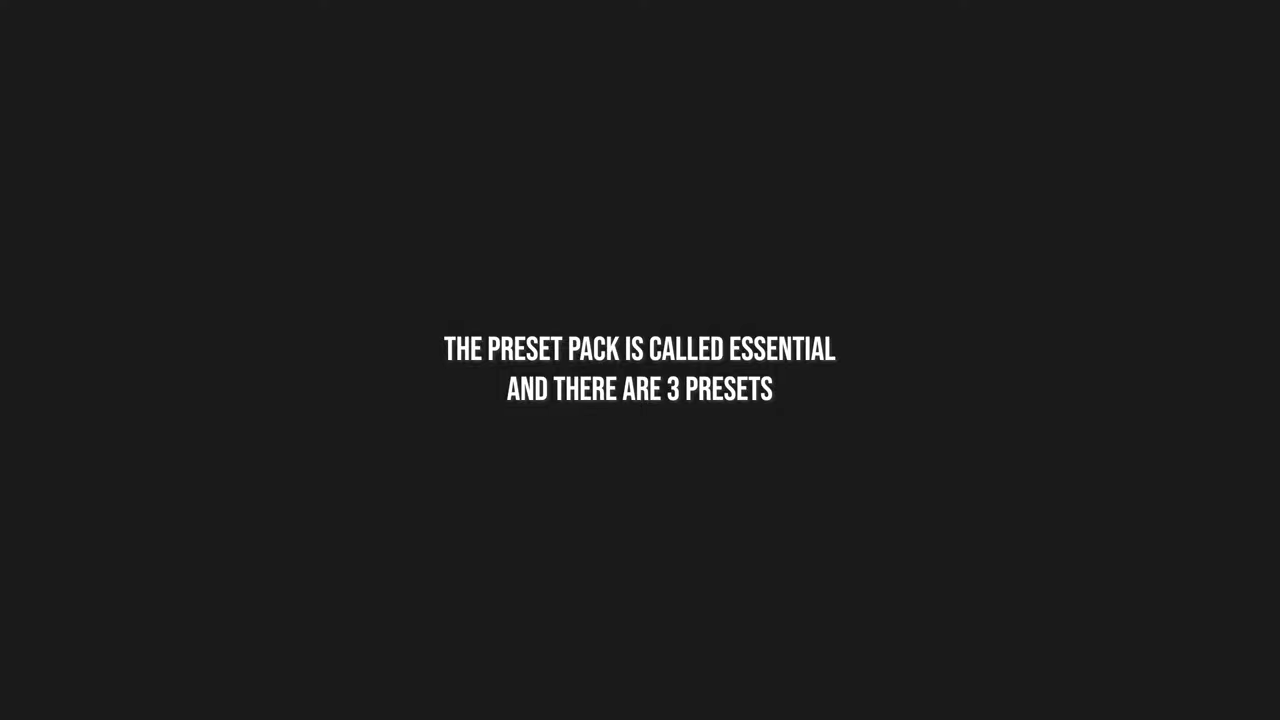 THE PRESET PACK IS CALLED ESSENTIAL
AND THERE ARE 3 PRESETS